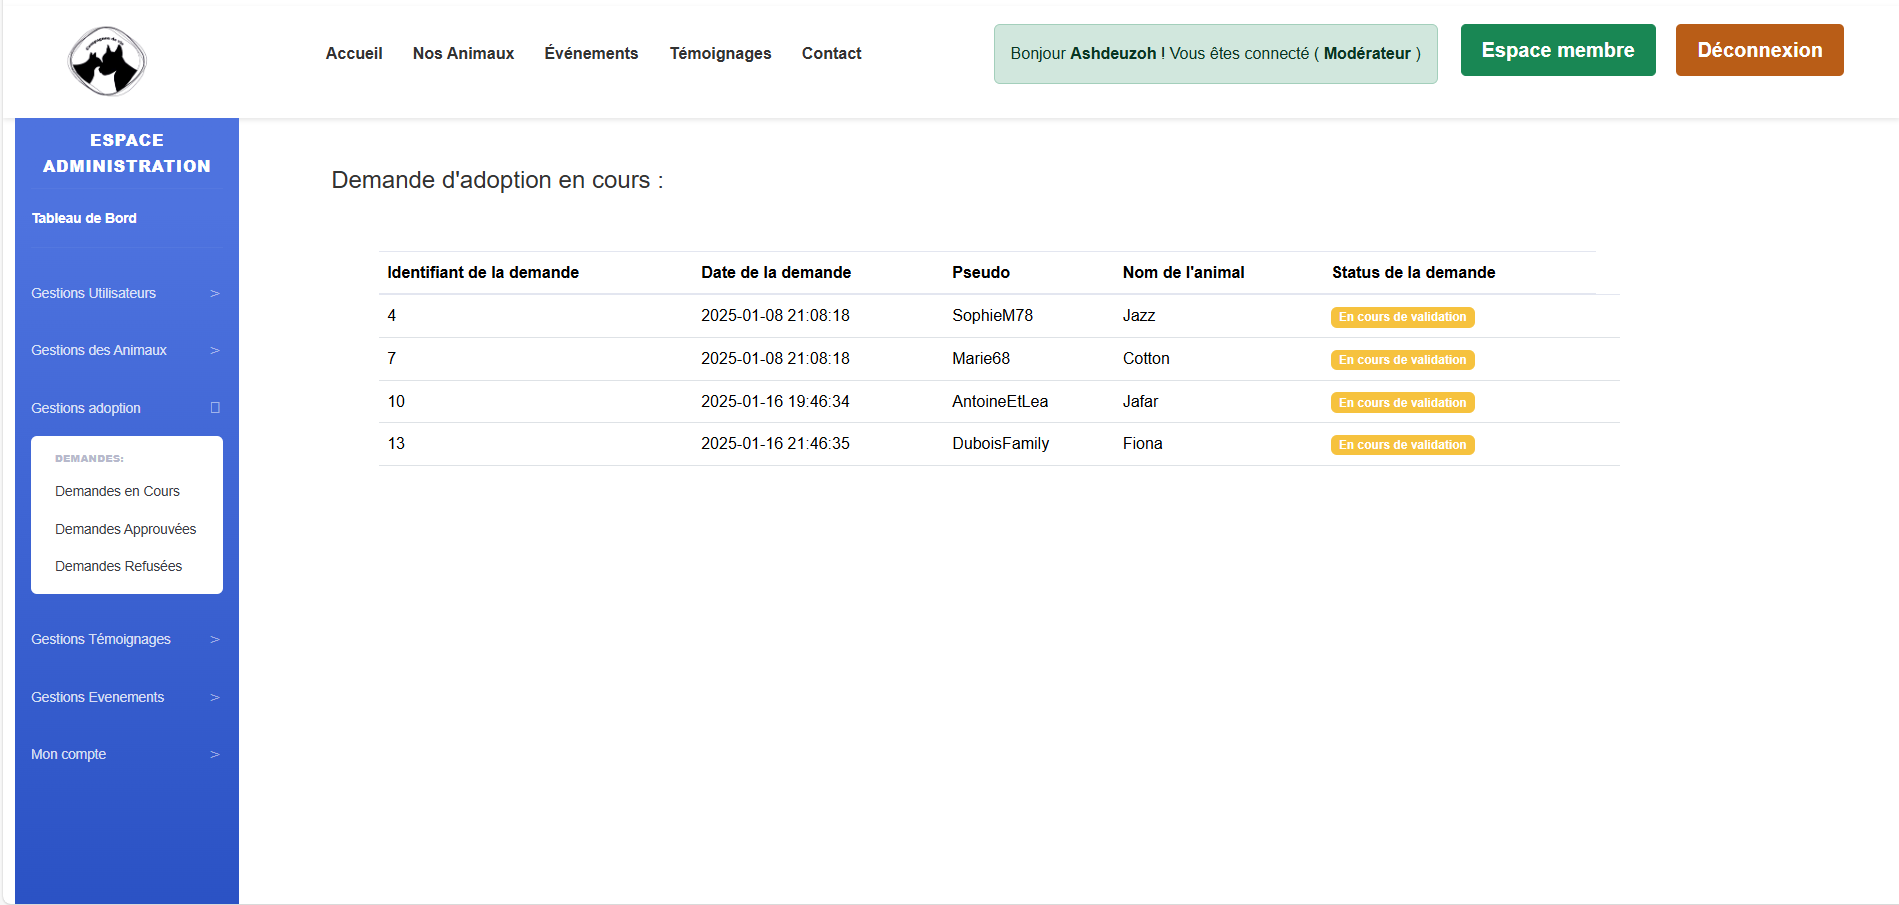 Accueil Nos Animaux Événements Témoignages Contact
Bonjour Ashdeuzoh ! Vous êtes connecté ( Modérateur )
Espace membre
Déconnexion
ESPACE
ADMINISTRATION
Tableau de Bord
Gestions Utilisateurs >
Gestions des Animaux >
Gestions adoption
DEMANDES:
Demandes en Cours
Demandes Approuvées
Demandes Refusées
Gestions Témoignages >
Gestions Evenements >
Mon compte >
Demande d'adoption en cours :
Identifiant de la demande Date de la demande Pseudo Nom de l'animal Status de la demande
4 2025-01-08 21:08:18 SophieM78 Jazz En cours de validation
7 2025-01-08 21:08:18 Marie68 Cotton En cours de validation
10 2025-01-16 19:46:34 AntoineEtLea Jafar En cours de validation
13 2025-01-16 21:46:35 DuboisFamily Fiona En cours de validation